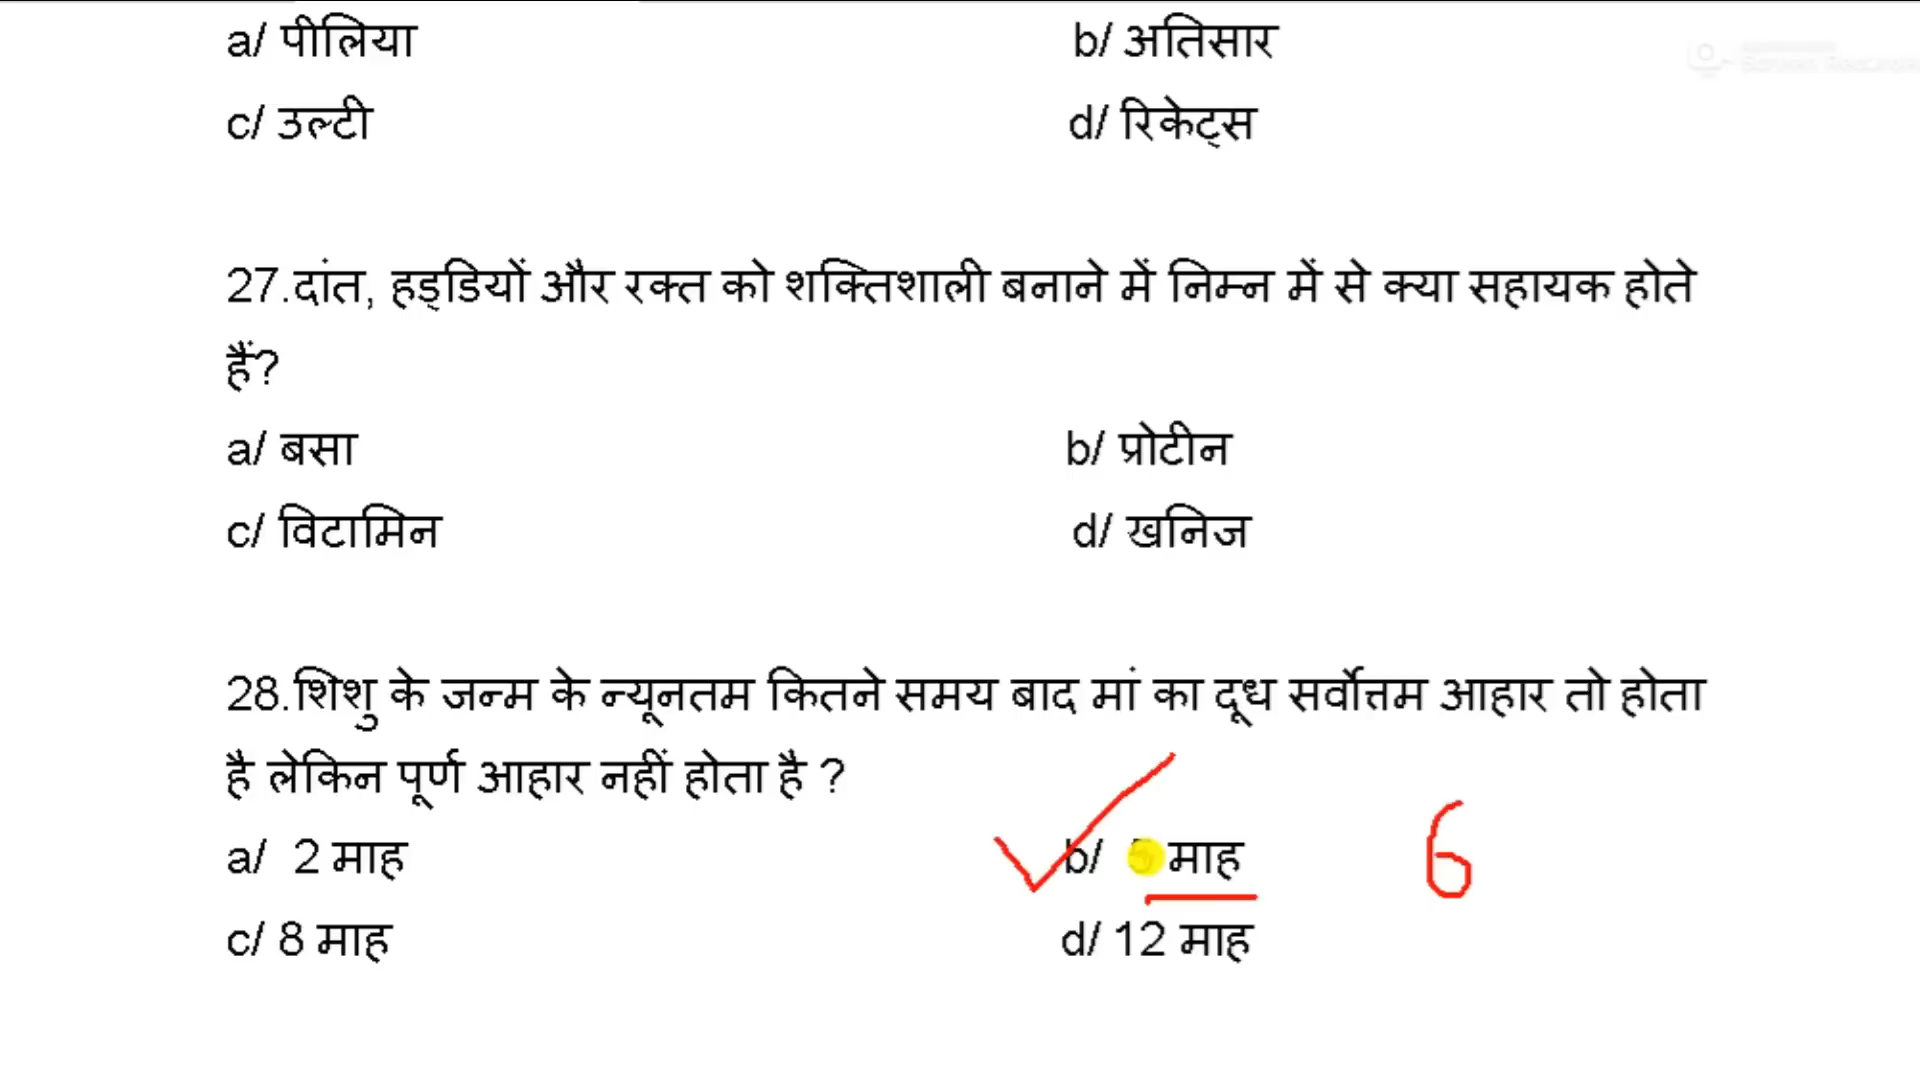 a/ पीलिया b/ अतिसार
c/ उल्टी d/ रिकेट्स
27.दांत, हड्डियों और रक्त को शक्तिशाली बनाने में निम्न में से क्या सहायक होते
हैं?
a/ बसा b/ प्रोटीन
c/ विटामिन d/ खनिज
28.शिशु के जन्म के न्यूनतम कितने समय बाद मां का दूध सर्वोत्तम आहार तो होता
है लेकिन पूर्ण आहार नहीं होता है ?
a/ 2 माह b/ 5 माह 6
c/ 8 माह d/ 12 माह